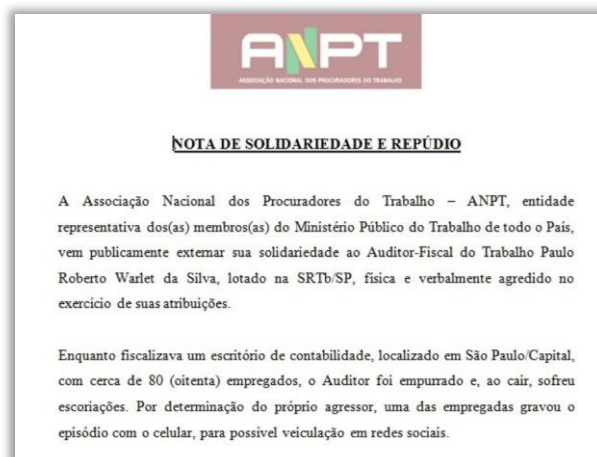 ANPT
ASSOCIAÇÃO NACIONAL DOS PROCURADORES DO TRABALHO
NOTA DE SOLIDARIEDADE E REPÚDIO
A Associação Nacional dos Procuradores do Trabalho – ANPT, entidade
representativa dos(as) membros(as) do Ministério Público do Trabalho de todo o País,
vem publicamente externar sua solidariedade ao Auditor-Fiscal do Trabalho Paulo
Roberto Warlet da Silva, lotado na SRTb/SP, física e verbalmente agredido no
exercício de suas atribuições.
Enquanto fiscalizava um escritório de contabilidade, localizado em São Paulo/Capital,
com cerca de 80 (oitenta) empregados, o Auditor foi empurrado e, ao cair, sofreu
escoriações. Por determinação do próprio agressor, uma das empregadas gravou o
episódio com o celular, para possível veiculação em redes sociais.